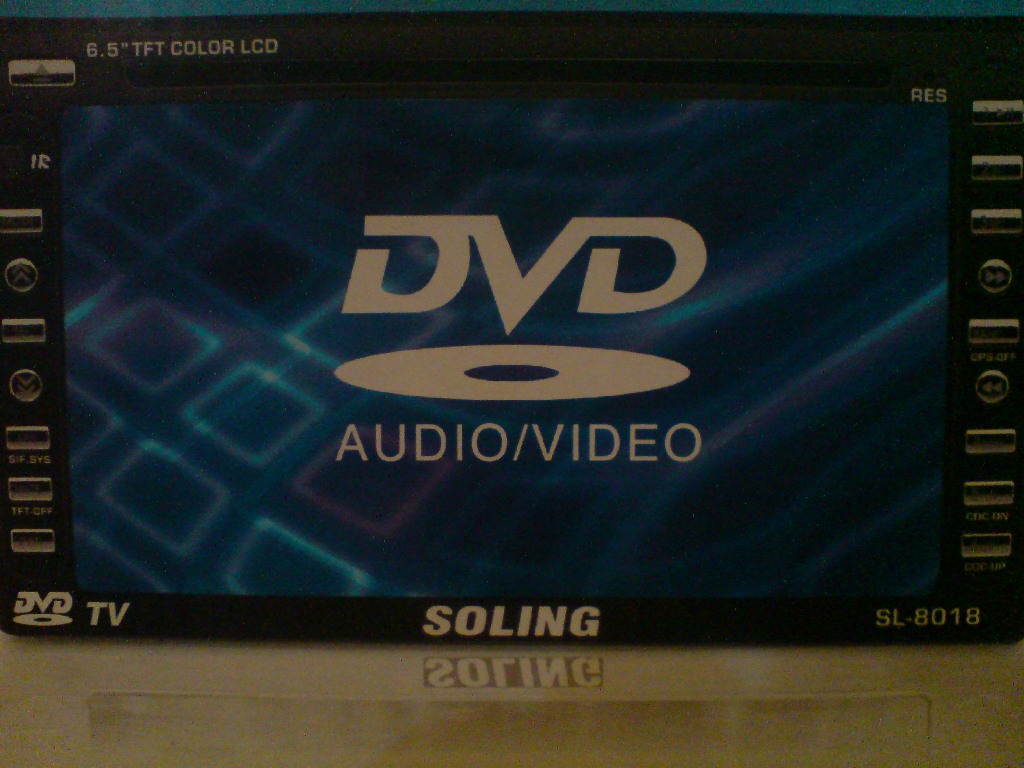 6.5" TFT COLOR LCD
RES
IR
DVD
AUDIO/VIDEO
GPS-OFF
SIF.SYS
TFT-OFF
CDC-DN
CDC-UP
DVD TV
SOLING
SL-8018
SOLING